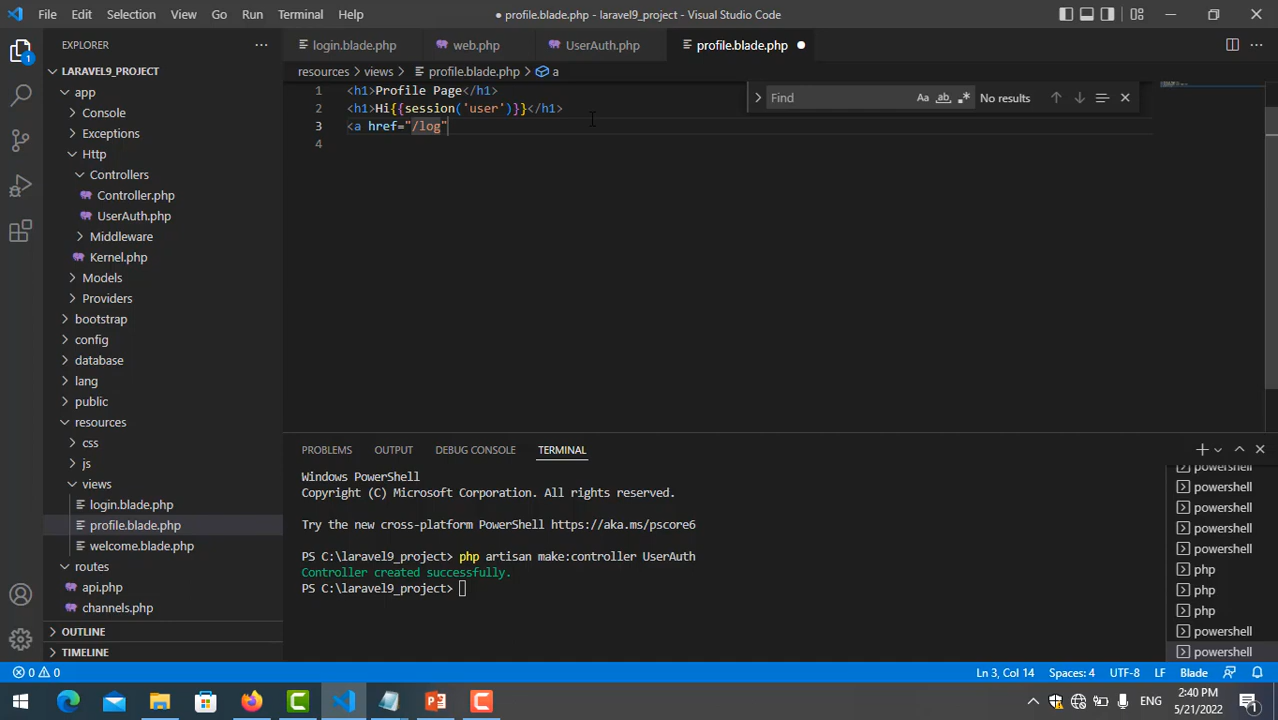 File Edit Selection View Go Run Terminal Help
● profile.blade.php - laravel9_project - Visual Studio Code
EXPLORER
login.blade.php
web.php
UserAuth.php
profile.blade.php
LARAVEL9_PROJECT
resources > views > profile.blade.php > a
app
Console
Exceptions
Http
Controllers
Controller.php
UserAuth.php
Middleware
Kernel.php
Models
Providers
bootstrap
config
database
lang
public
resources
css
js
views
login.blade.php
profile.blade.php
welcome.blade.php
routes
api.php
channels.php
OUTLINE
TIMELINE
1 <h1>Profile Page</h1>
2 <h1>Hi{{session('user')}}</h1>
3 <a href="/log"
4
Find
Aa ab
No results
PROBLEMS OUTPUT DEBUG CONSOLE TERMINAL
Windows PowerShell
Copyright (C) Microsoft Corporation. All rights reserved.
Try the new cross-platform PowerShell https://aka.ms/pscore6
PS C:\laravel9_project> php artisan make:controller UserAuth
Controller created successfully.
PS C:\laravel9_project>
powershell
powershell
powershell
powershell
powershell
php
php
php
powershell
powershell
0 0
Ln 3, Col 14 Spaces: 4 UTF-8 LF Blade
1
ENG
2:40 PM
5/21/2022
1